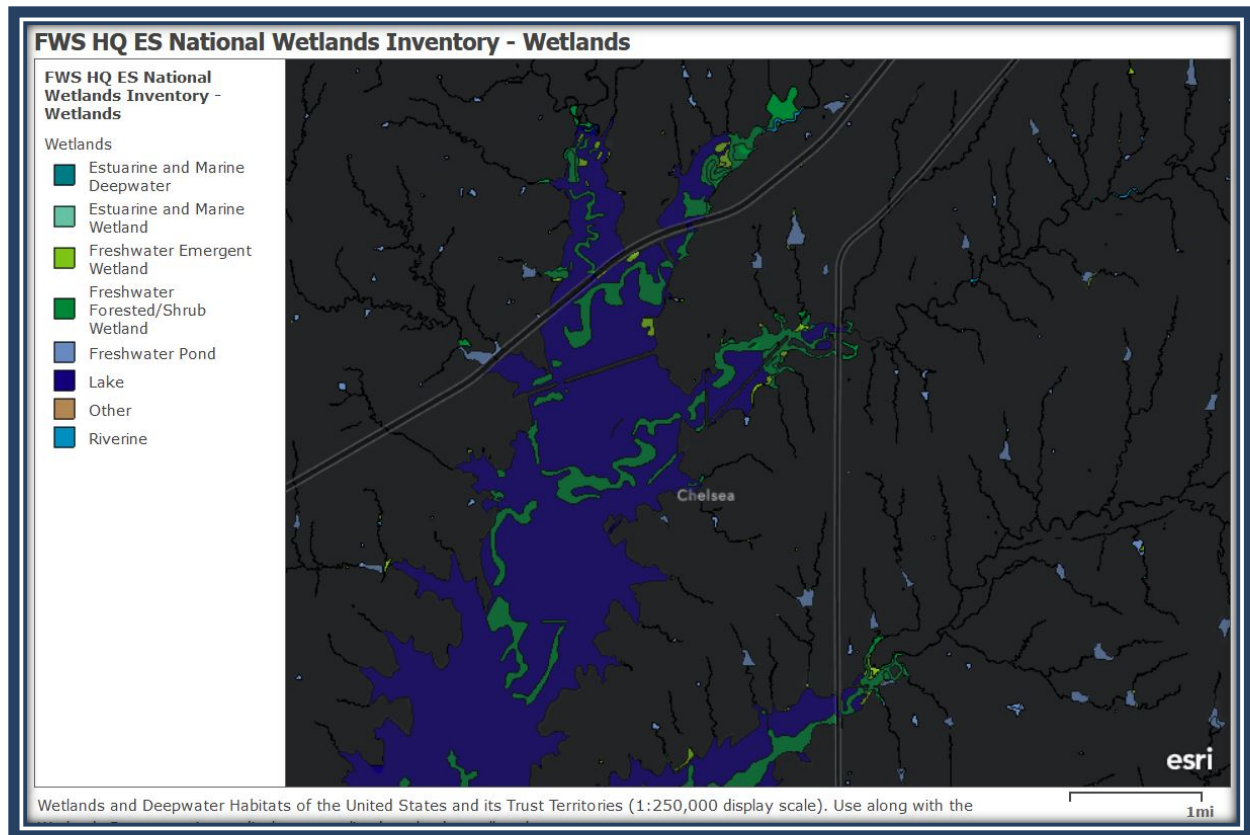 FWS HQ ES National Wetlands Inventory - Wetlands
FWS HQ ES National
Wetlands Inventory -
Wetlands
Wetlands
Estuarine and Marine
Deepwater
Estuarine and Marine
Wetland
Freshwater Emergent
Wetland
Freshwater
Forested/Shrub
Wetland
Freshwater Pond
Lake
Other
Riverine
Chelsea
esri
Wetlands and Deepwater Habitats of the United States and its Trust Territories (1:250,000 display scale). Use along with the
1mi